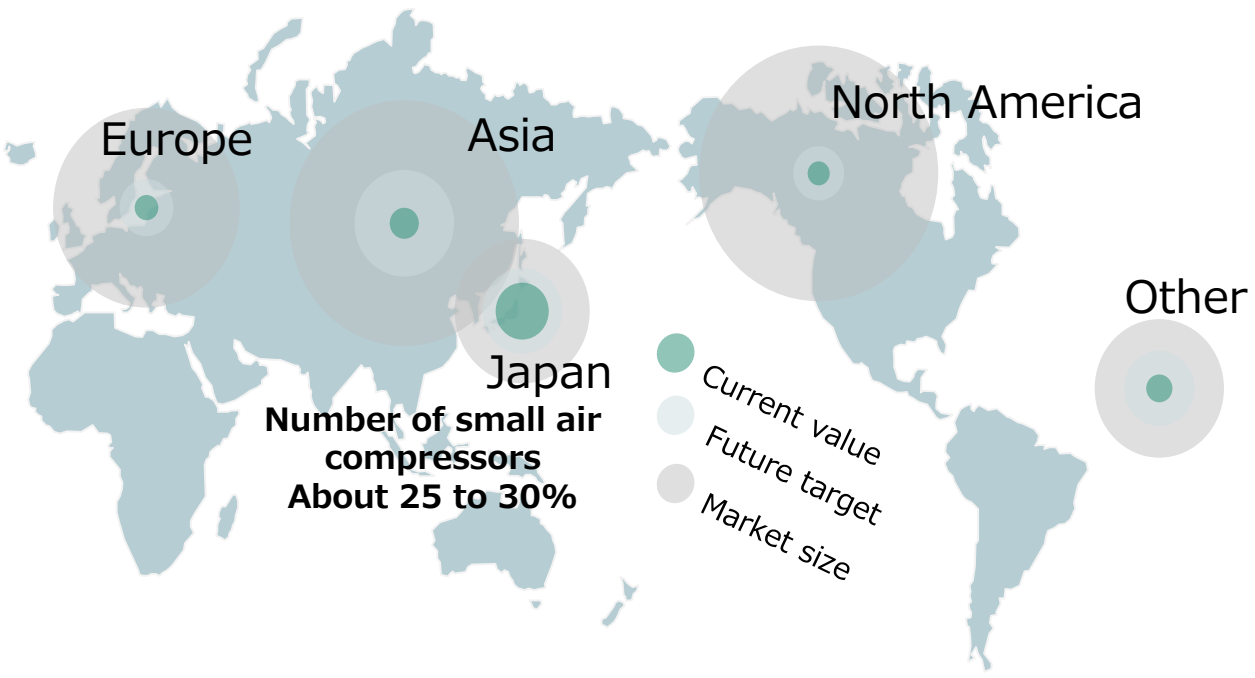 Europe
Asia
North America
Other
Japan
Number of small air
compressors
About 25 to 30%
Current value
Future target
Market size